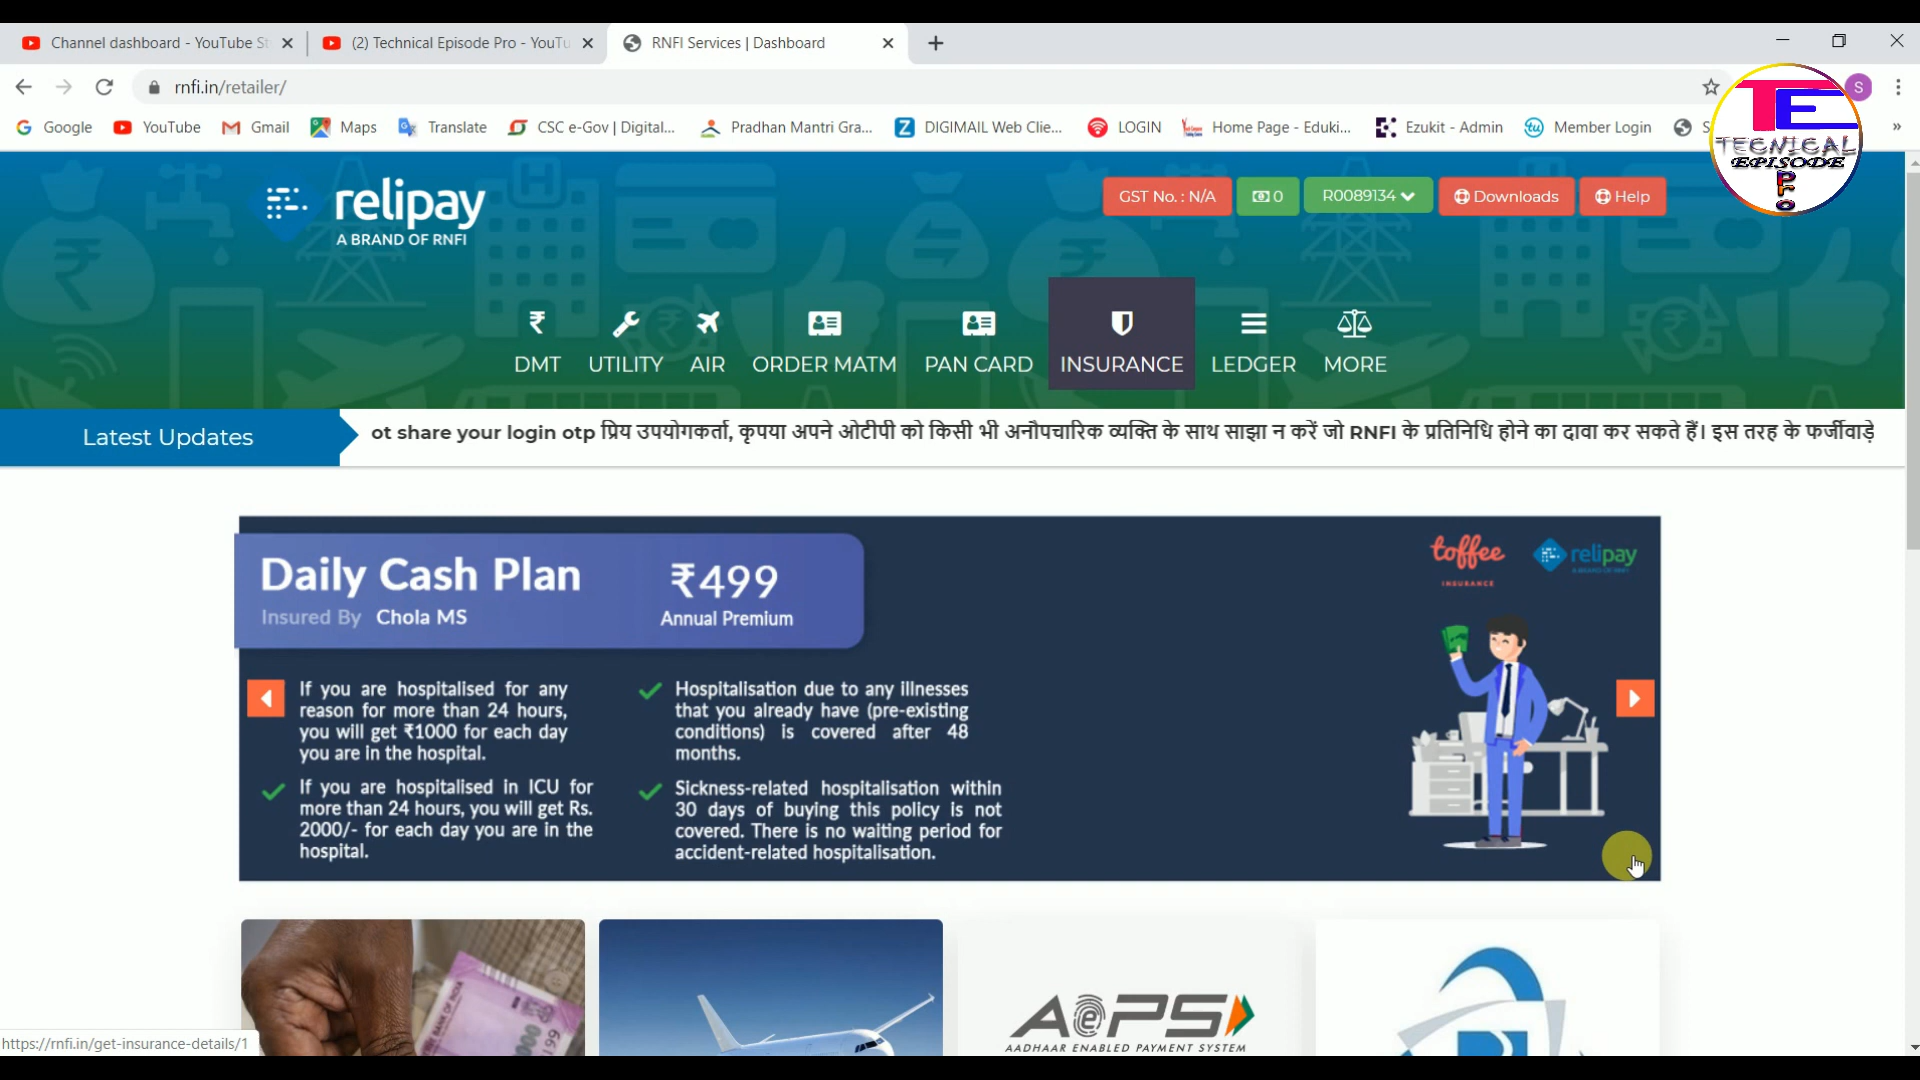 Channel dashboard - YouTube St
(2) Technical Episode Pro - YouTu
RNFI Services | Dashboard
rnfi.in/retailer/
S
Google
YouTube
Gmail
Maps
Translate
CSC e-Gov | Digital...
Pradhan Mantri Gra...
DIGIMAIL Web Clie...
LOGIN
Home Page - Eduki...
Ezukit - Admin
Member Login
S
»
TE
TECNICAL
EPISODE
PRO
relipay
A BRAND OF RNFI
GST No. : N/A
0
R0089134
Downloads
Help
DMT
UTILITY
AIR
ORDER MATM
PAN CARD
INSURANCE
LEDGER
MORE
Latest Updates
ot share your login otp प्रिय उपयोगकर्ता, कृपया अपने ओटीपी को किसी भी अनौपचारिक व्यक्ति के साथ साझा न करें जो RNFI के प्रतिनिधि होने का दावा कर सकते हैं। इस तरह के फर्जीवाड़े
Daily Cash Plan
Insured By Chola MS
₹499
Annual Premium
toffee
INSURANCE
relipay
A BRAND OF RNFI
If you are hospitalised for any
reason for more than 24 hours,
you will get ₹1000 for each day
you are in the hospital.
If you are hospitalised in ICU for
more than 24 hours, you will get Rs.
2000/- for each day you are in the
hospital.
Hospitalisation due to any illnesses
that you already have (pre-existing
conditions) is covered after 48
months.
Sickness-related hospitalisation within
30 days of buying this policy is not
covered. There is no waiting period for
accident-related hospitalisation.
AePS
AADHAAR ENABLED PAYMENT SYSTEM
https://rnfi.in/get-insurance-details/1